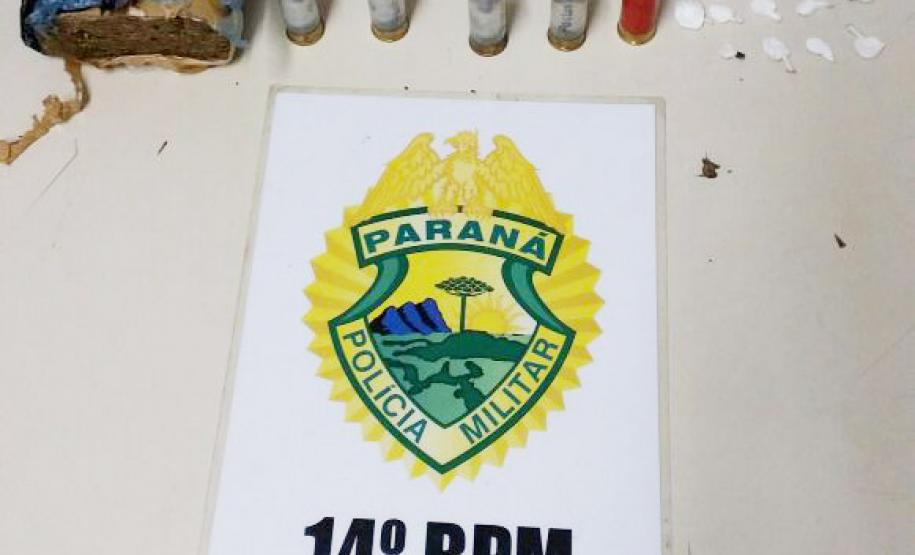 PARANÁ
POLÍCIA MILITAR
14º BPM